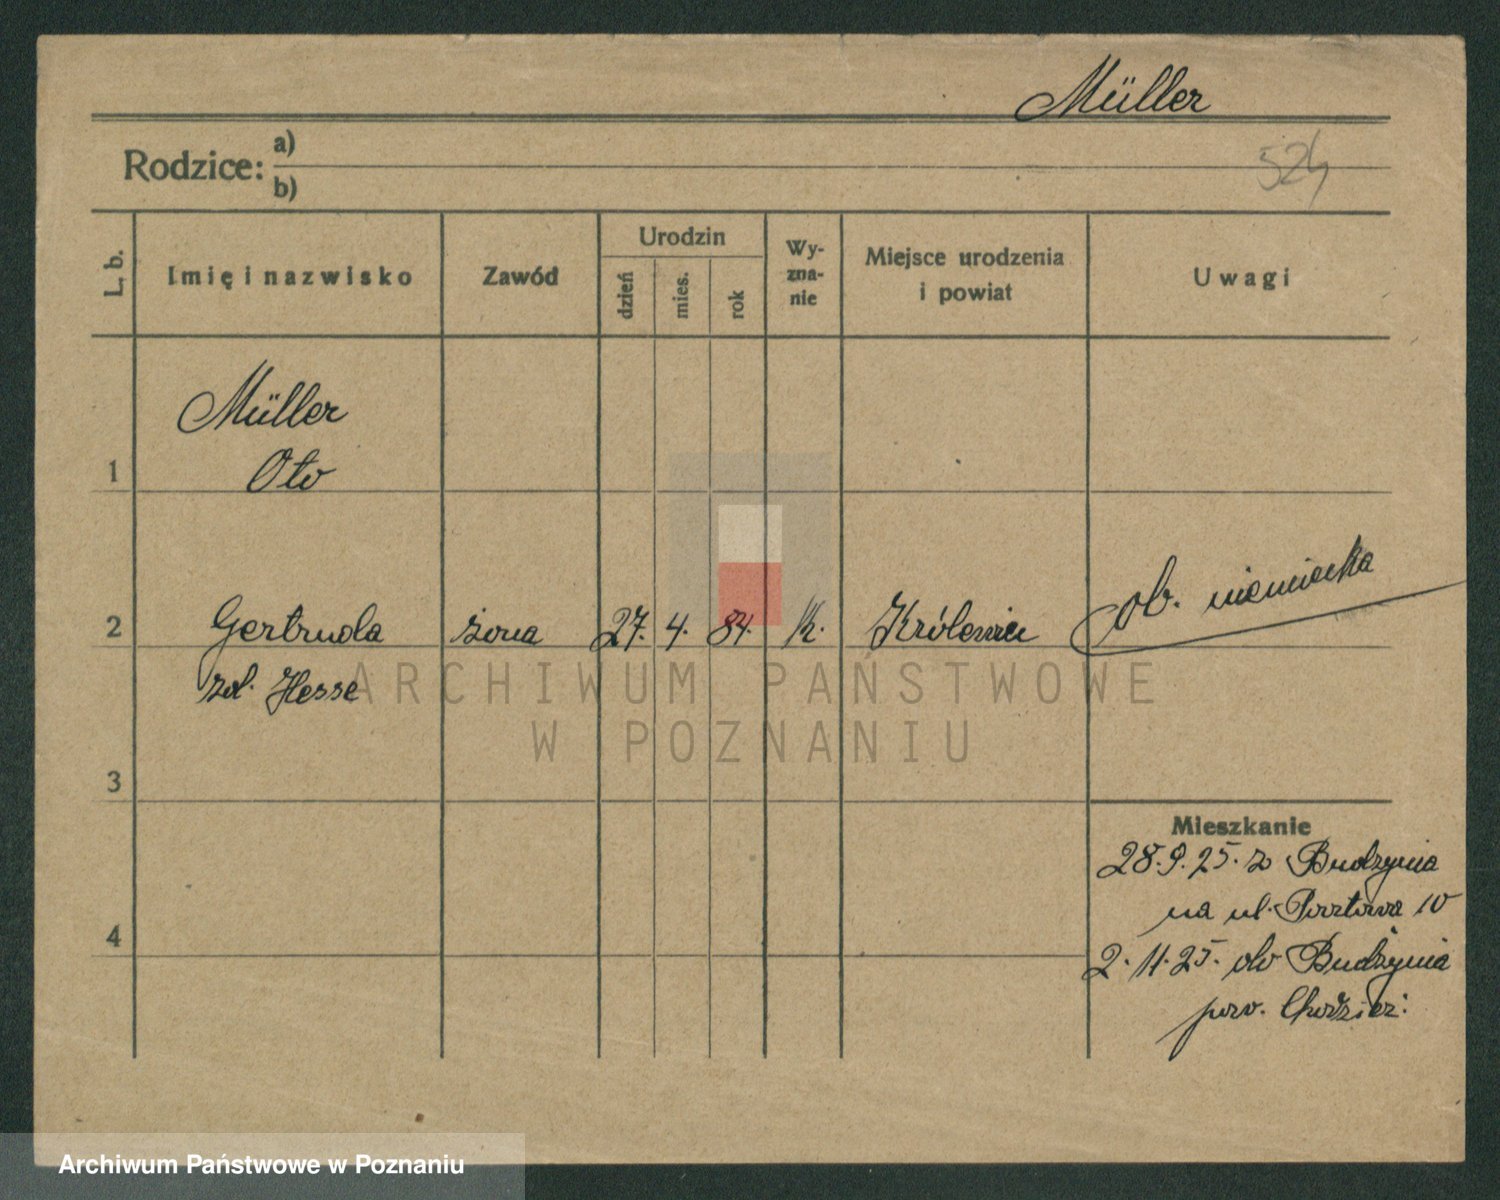 Müller
Rodzice:
a)
b)
524
L. b.
Imię i nazwisko
Zawód
Urodzin
dzień
mies.
rok
Wy-
zna-
nie
Miejsce urodzenia
i powiat
Uwagi
Müller
1 Oto
2 Gertruda żona 27. 4. 84. K. Królewiec ob. niemiecka
zd. Hesse
ARCHIWUM PAŃSTWOWE
W POZNANIU
3
Mieszkanie
28.9.25. z Budzynia
na ul. Pocztowa 10
4
2.11.25. do Budzynia
pow. Chodzież.
Archiwum Państwowe w Poznaniu